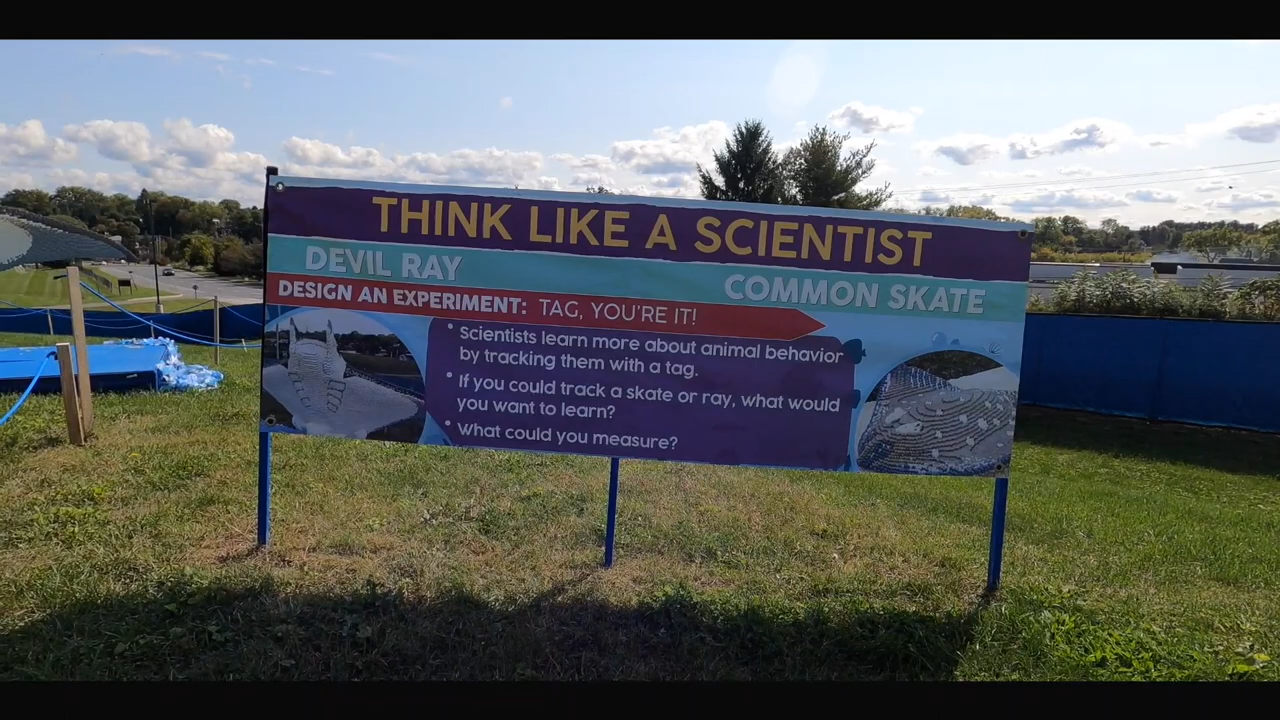 THINK LIKE A SCIENTIST
DEVIL RAY
COMMON SKATE
DESIGN AN EXPERIMENT: TAG, YOU'RE IT!
• Scientists learn more about animal behavior
by tracking them with a tag.
• If you could track a skate or ray, what would
you want to learn?
• What could you measure?